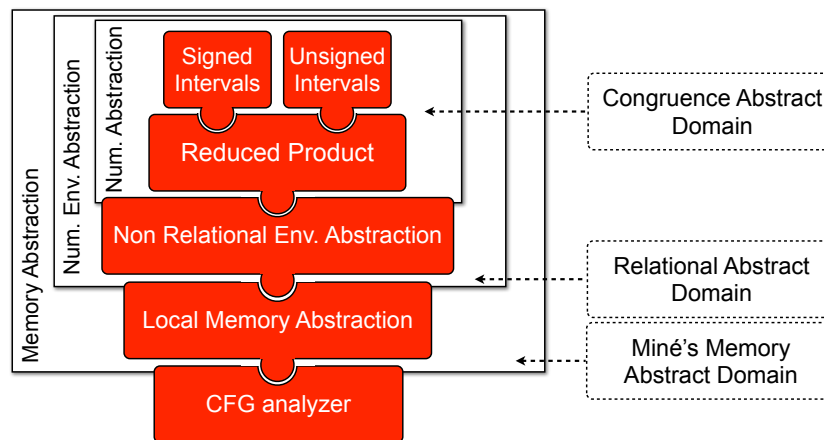 Signed
Intervals
Unsigned
Intervals
Reduced Product
Non Relational Env. Abstraction
Local Memory Abstraction
CFG analyzer
Memory Abstraction
Num. Env. Abstraction
Num. Abstraction
Congruence Abstract
Domain
Relational Abstract
Domain
Miné's Memory
Abstract Domain